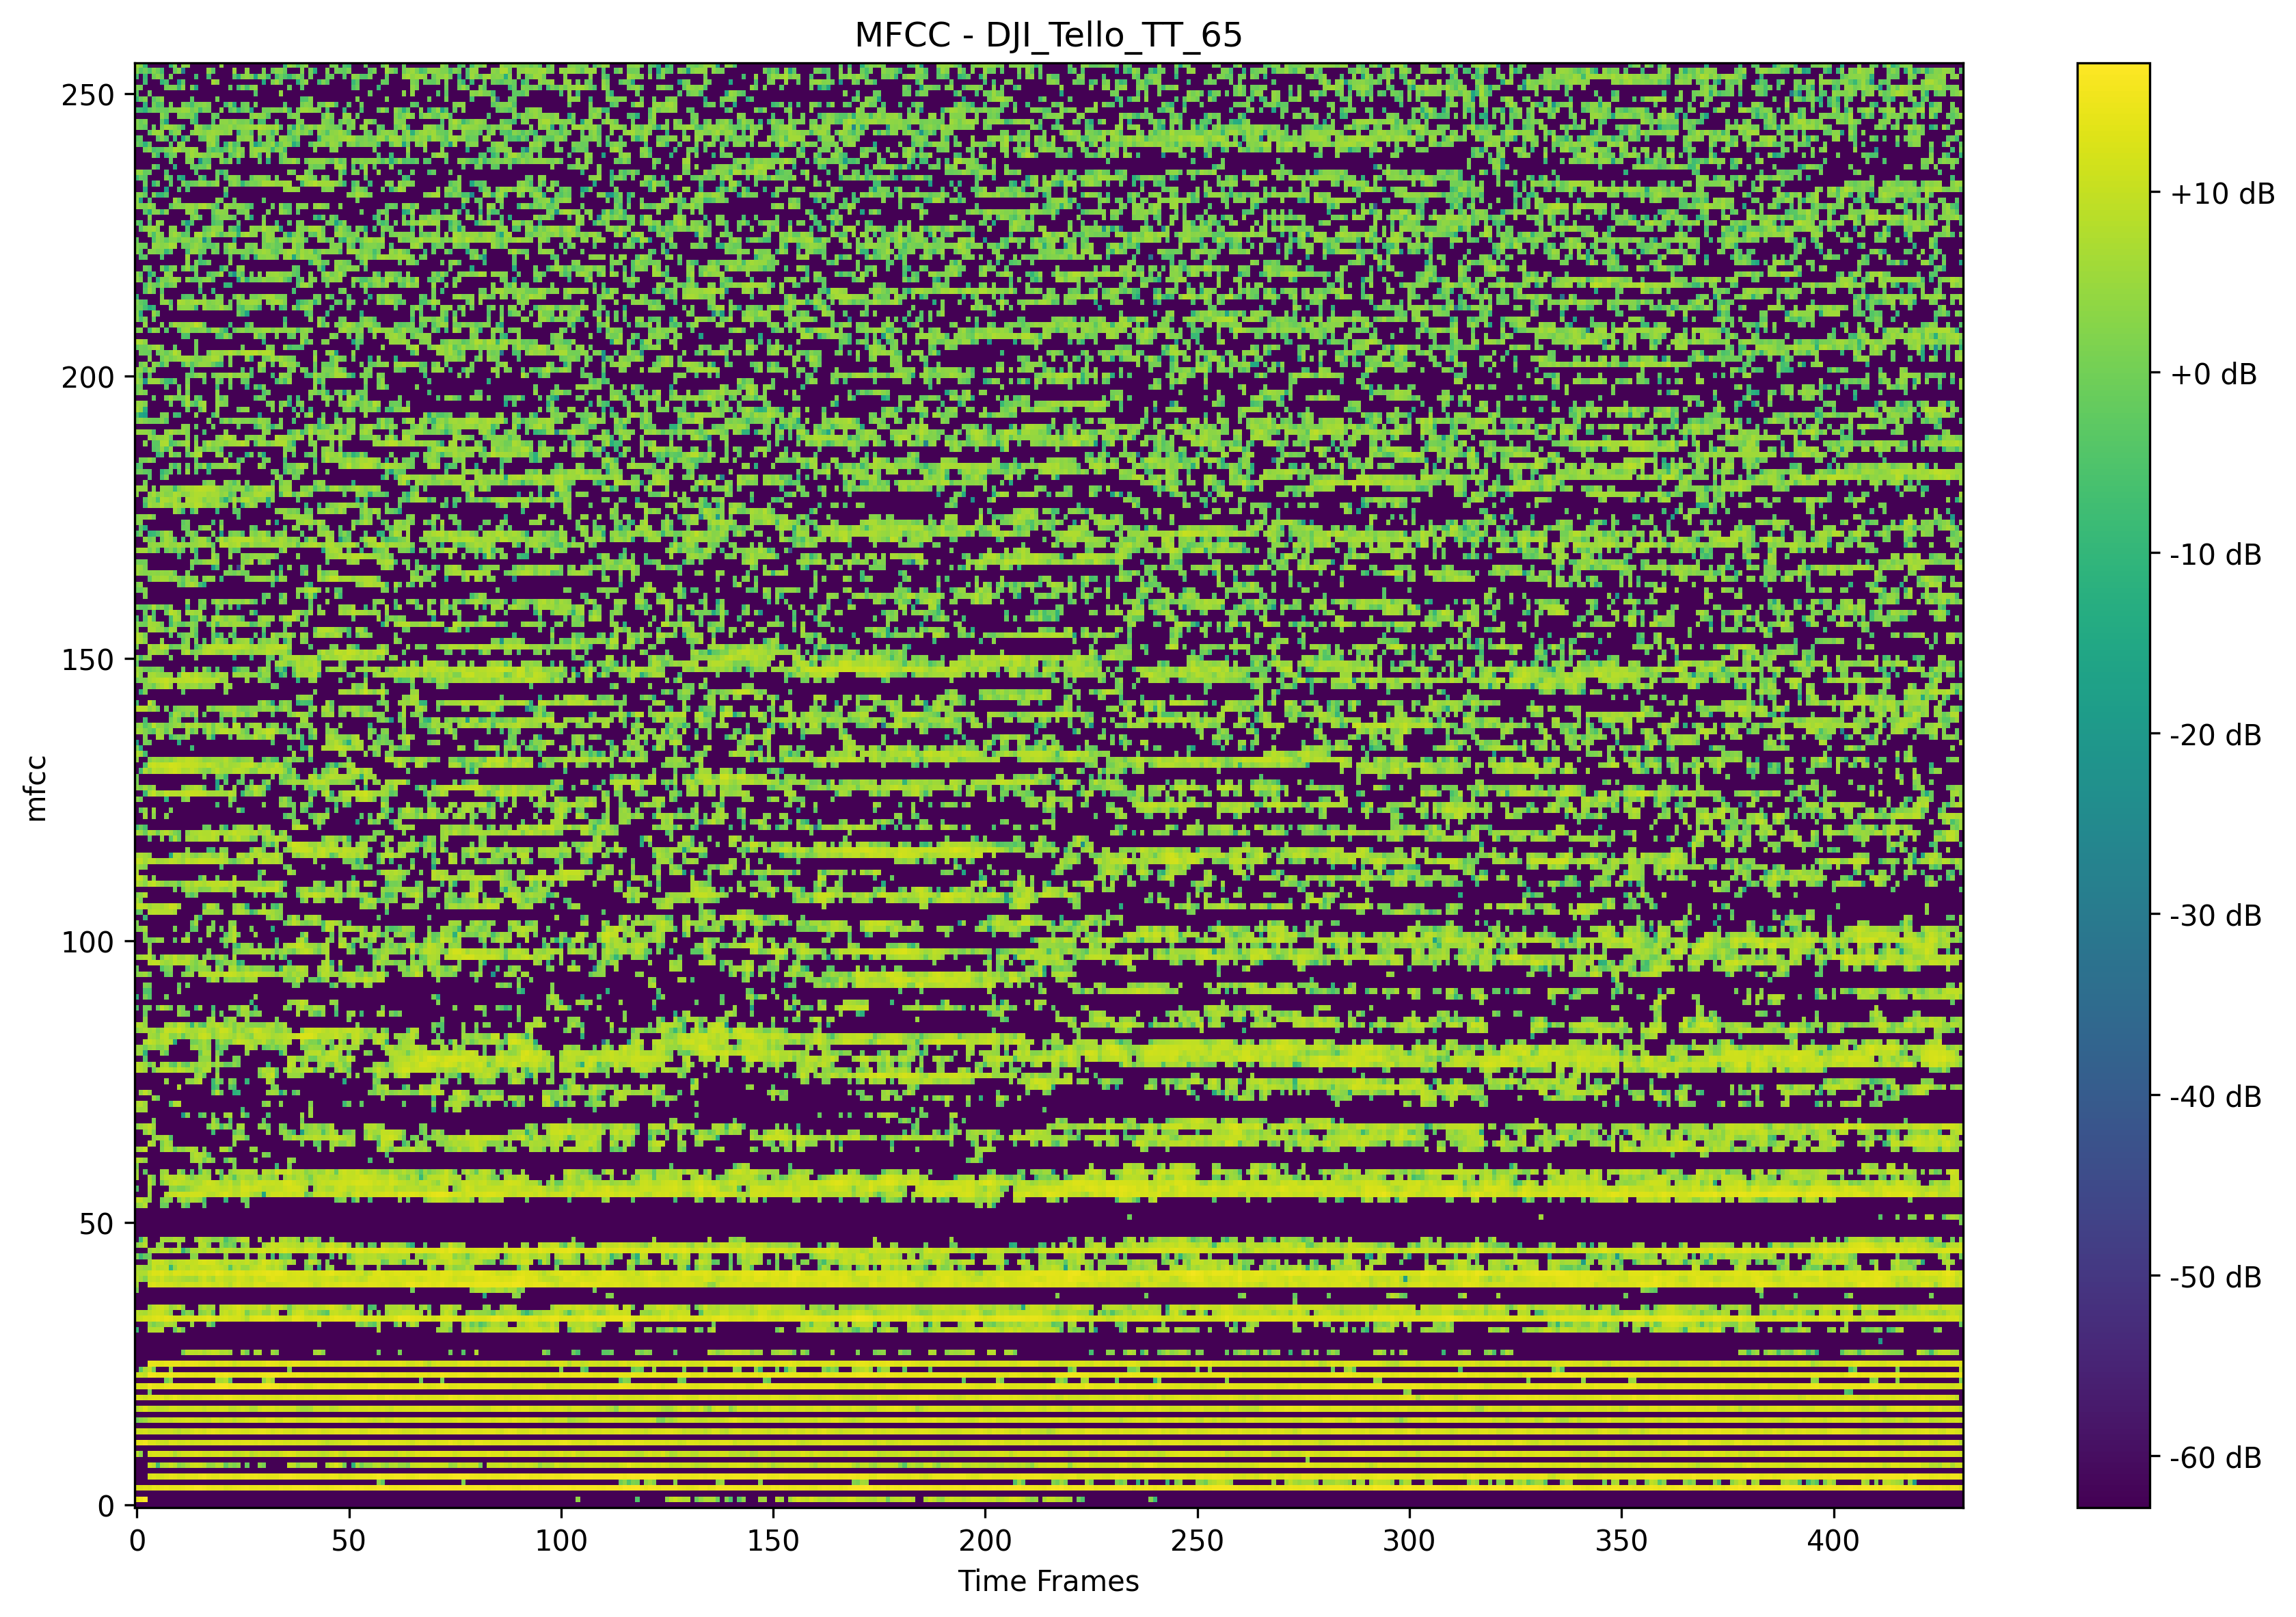 MFCC - DJI_Tello_TT_65
250
200
150
100
50
0
mfcc
0 50 100 150 200 250 300 350 400
Time Frames
+10 dB
+0 dB
-10 dB
-20 dB
-30 dB
-40 dB
-50 dB
-60 dB